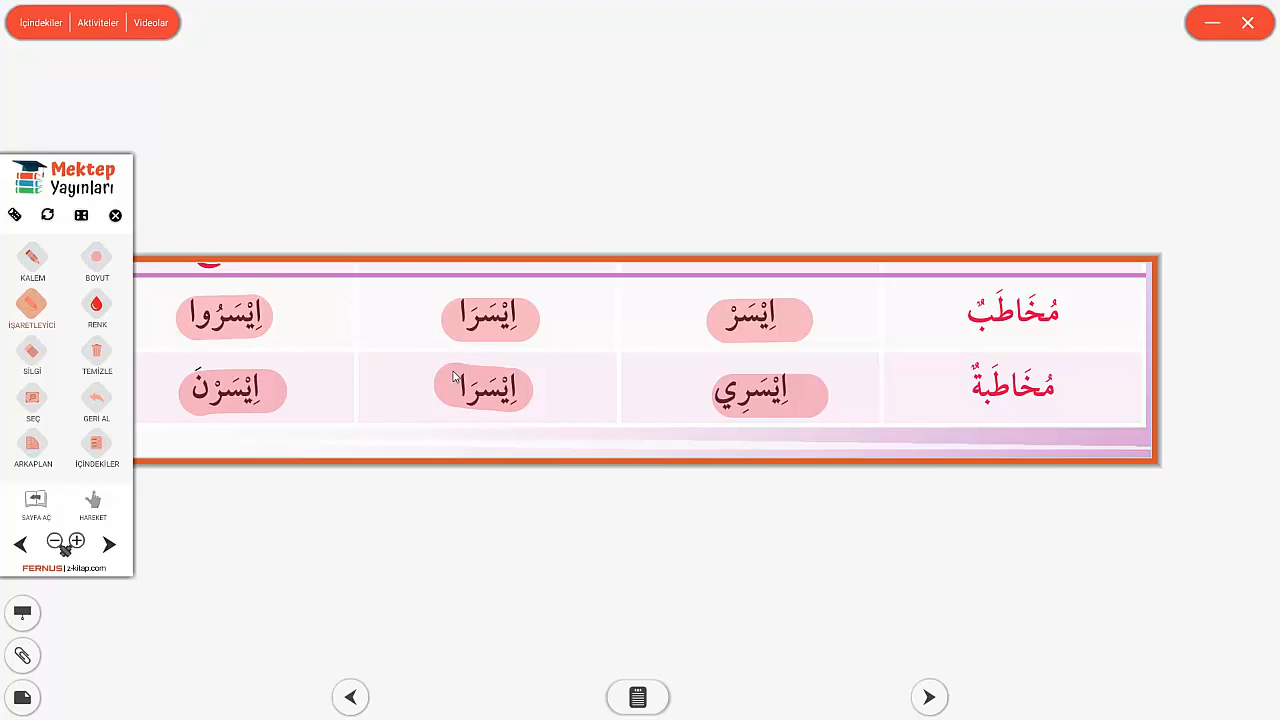 İçindekiler Aktiviteler Videolar
Mektep
Yayınları
KALEM BOYUT
İŞARETLEYİCİ RENK
SİLGİ TEMİZLE
SEÇ GERİ AL
ARKAPLAN İÇİNDEKİLER
SAYFA AÇ HAREKET
FERNUS | z-kitap.com
مُخَاطَبٌ اِيْسَرْ اِيْسَرَا اِيْسَرُوا
مُخَاطَبَةٌ اِيْسَرِي اِيْسَرَا اِيْسَرْنَ